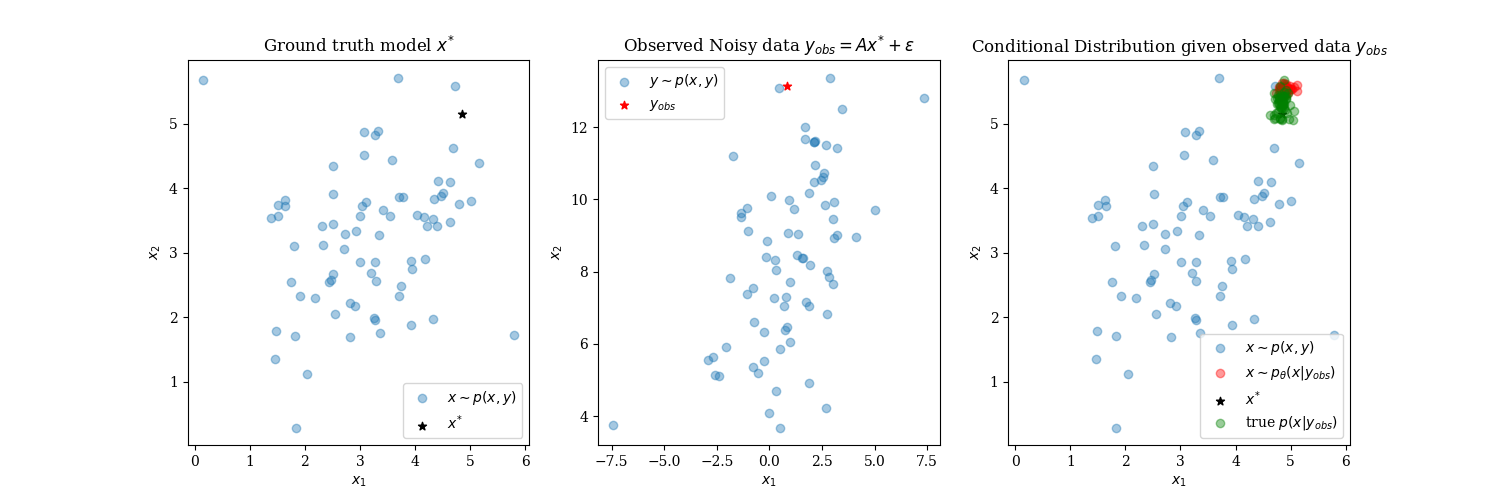 Ground truth model x*
5
4
3
2
1
0 1 2 3 4 5 6
x₂
x₁
x ~ p(x, y)
x*
Observed Noisy data y_obs = Ax* + ε
y ~ p(x, y)
y_obs
12
10
8
6
4
−7.5 −5.0 −2.5 0.0 2.5 5.0 7.5
x₂
x₁
Conditional Distribution given observed data y_obs
5
4
3
2
1
0 1 2 3 4 5 6
x₂
x₁
x ~ p(x, y)
x ~ p_θ(x|y_obs)
x*
true p(x|y_obs)